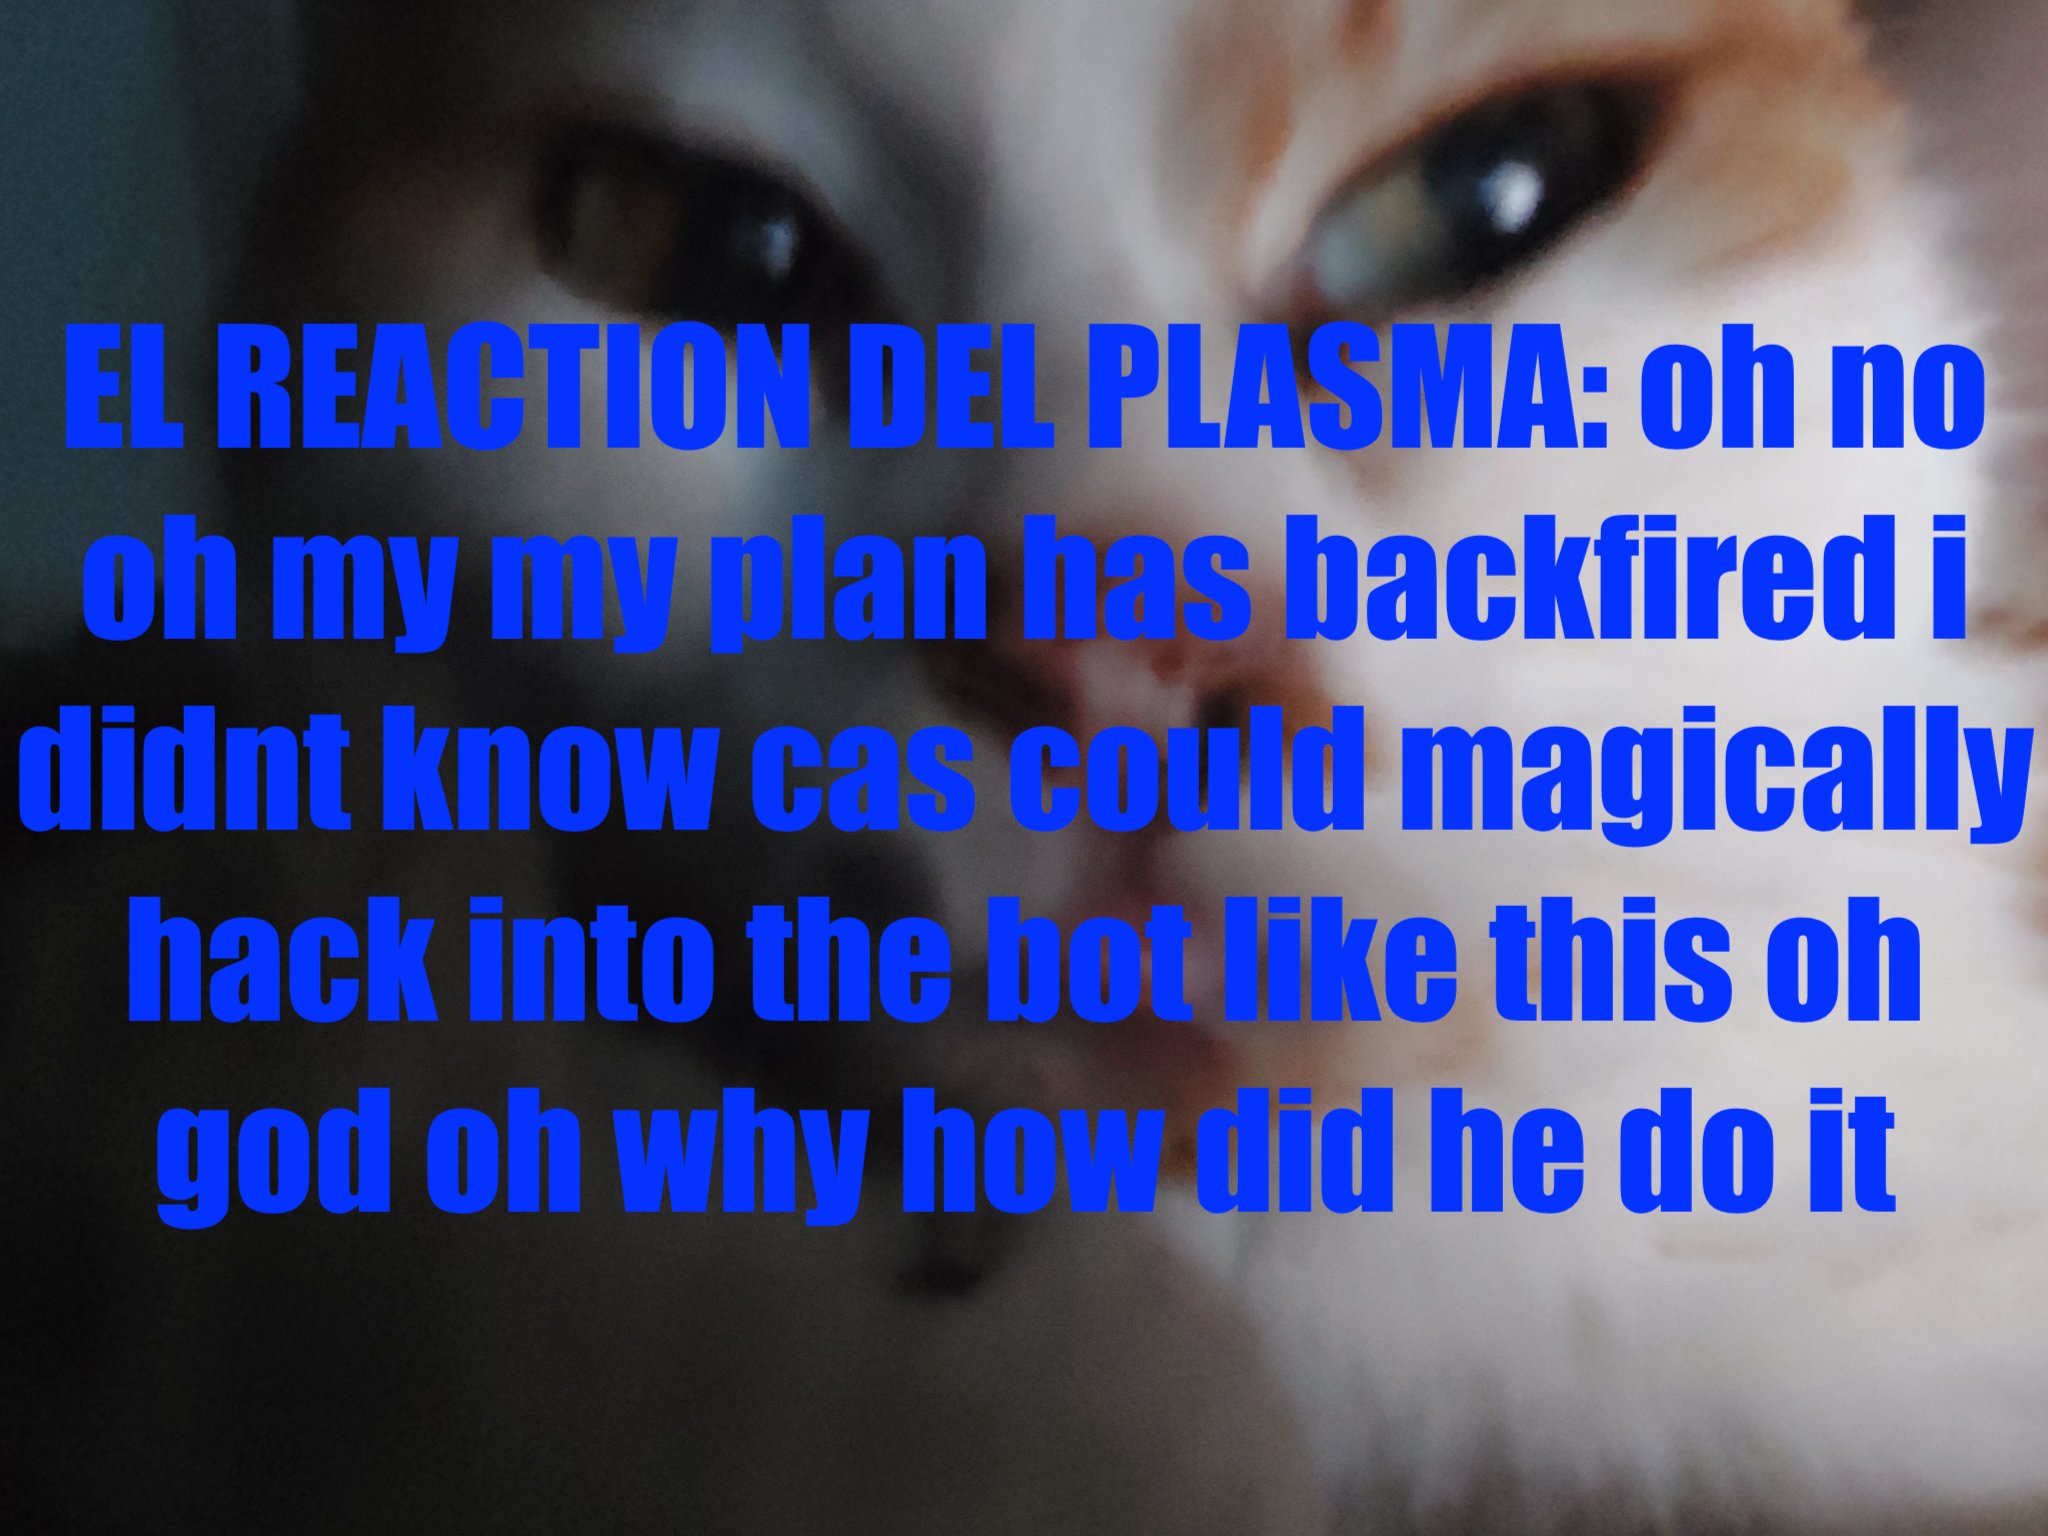 EL REACTION DEL PLASMA: oh no
oh my my plan has backfired i
didnt know cas could magically
hack into the bot like this oh
god oh why how did he do it